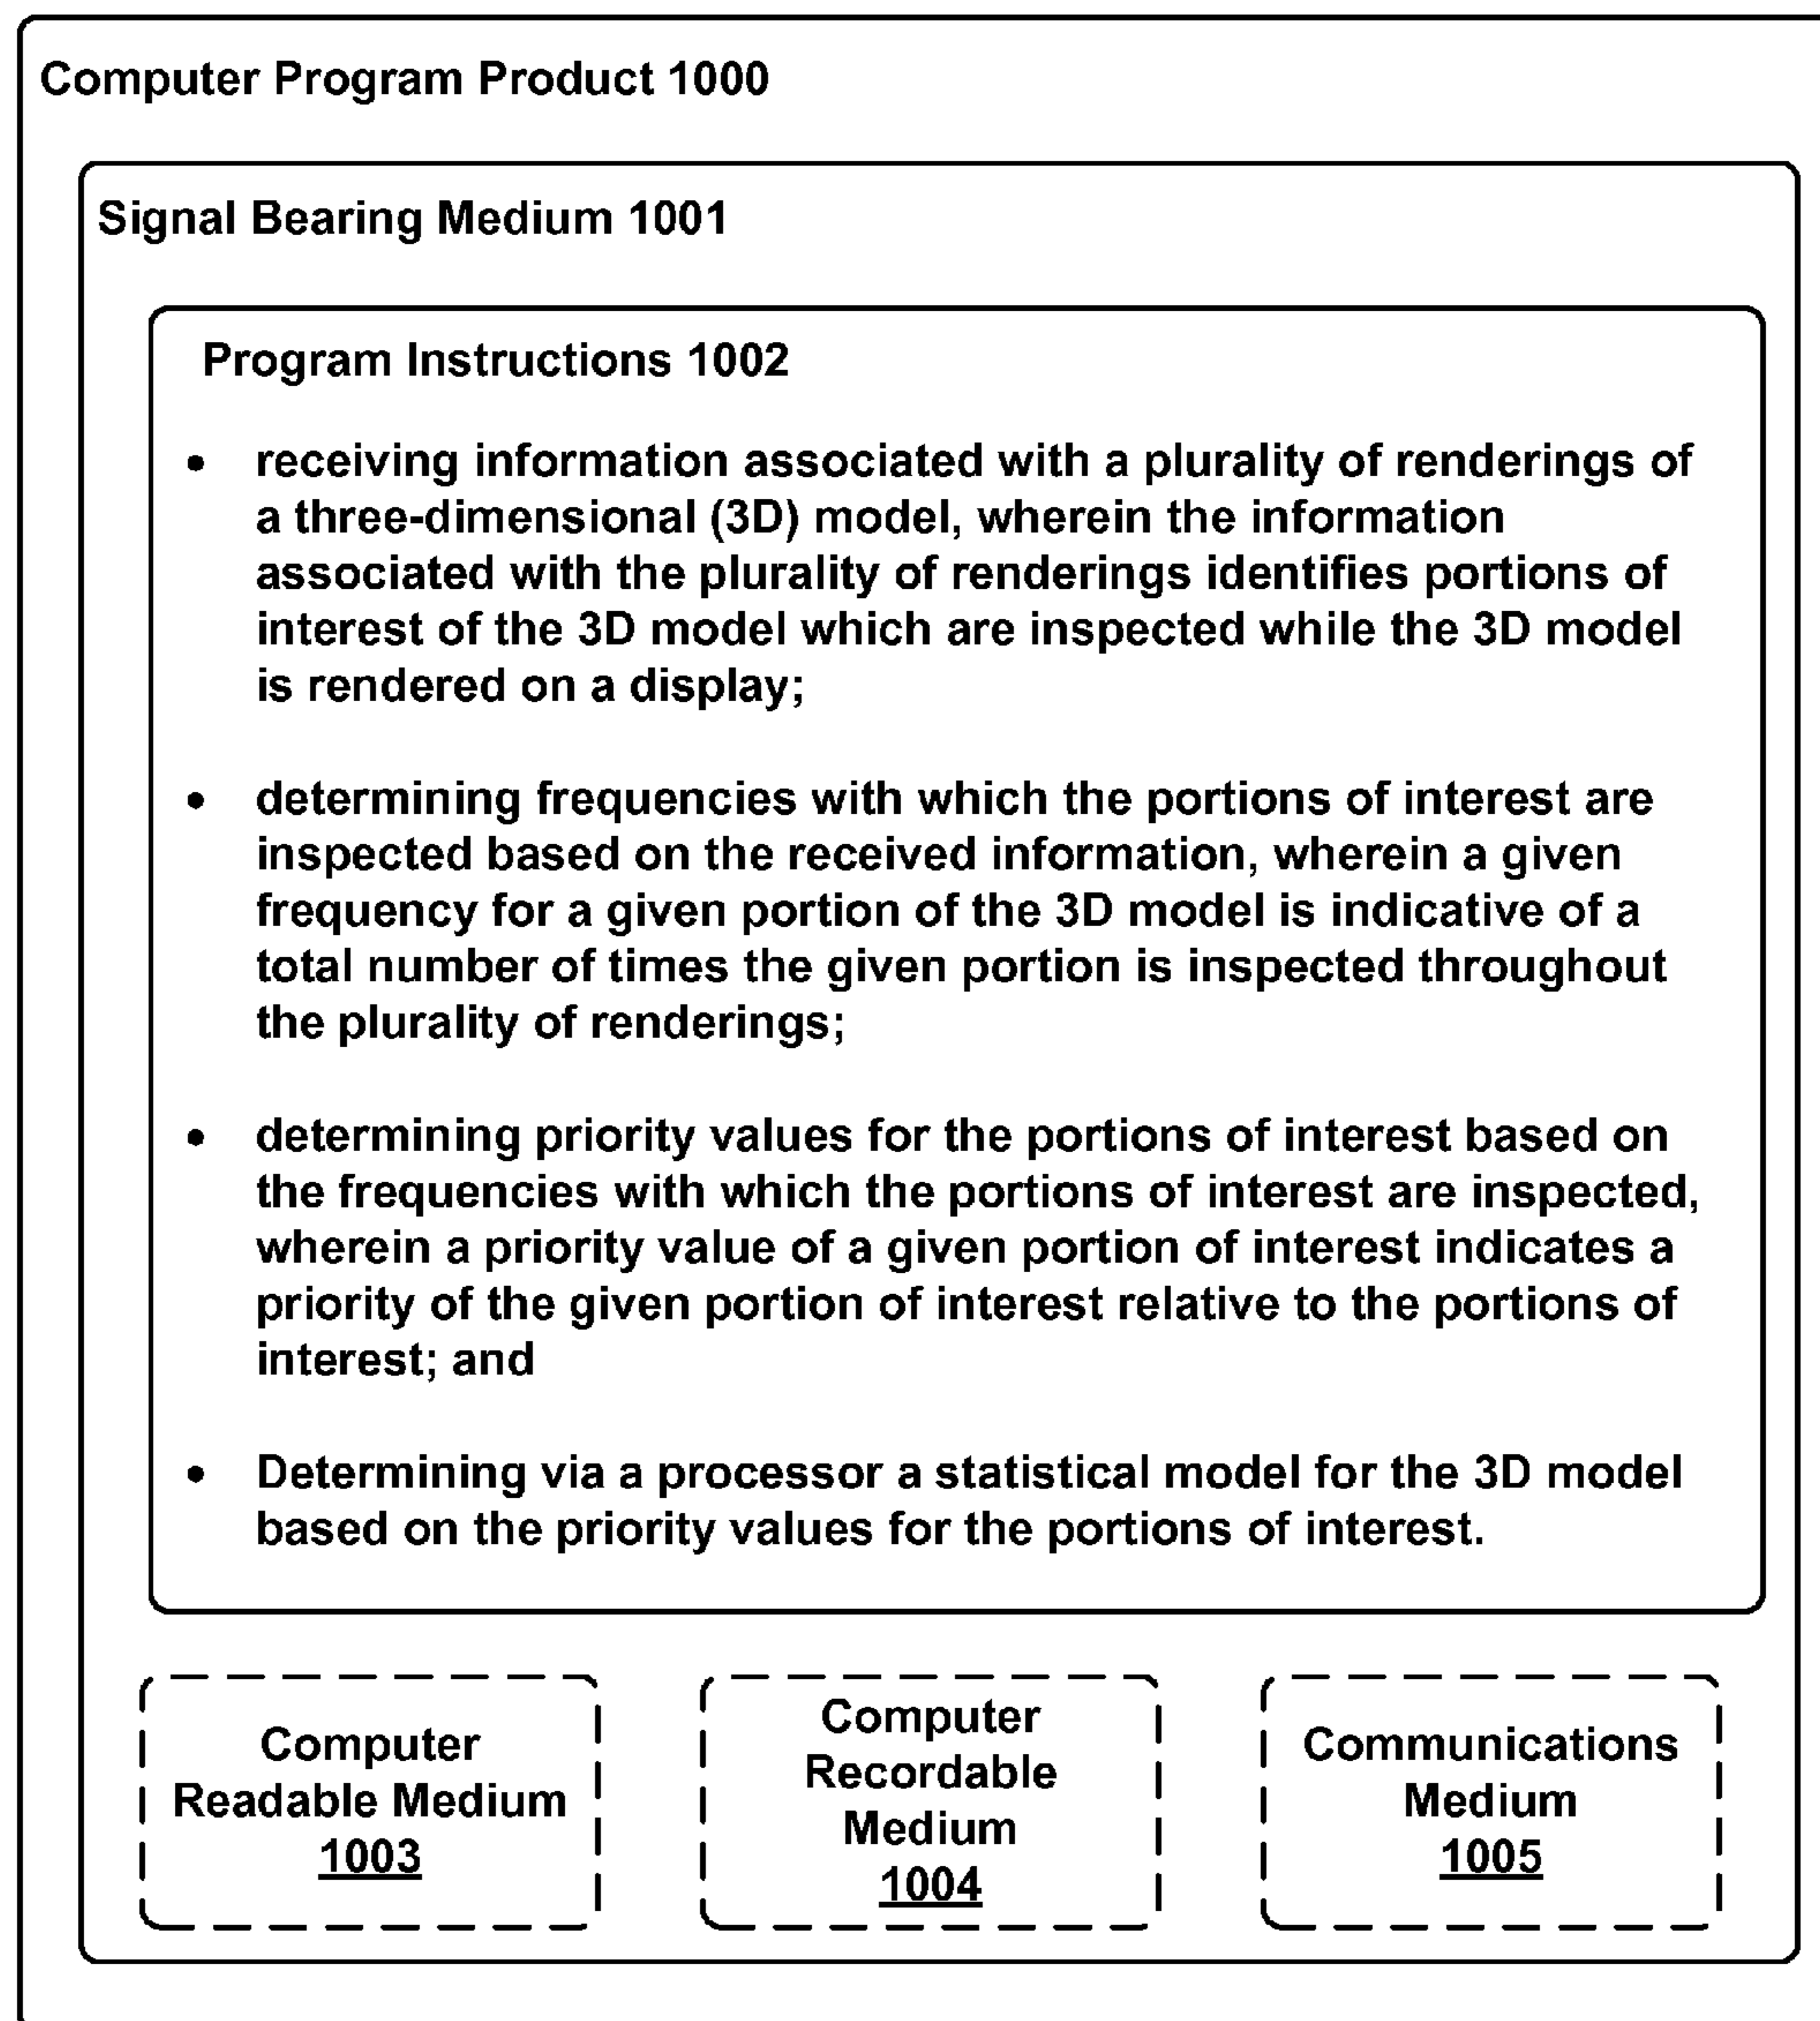 Computer Program Product 1000
Signal Bearing Medium 1001
Program Instructions 1002
• receiving information associated with a plurality of renderings of
a three-dimensional (3D) model, wherein the information
associated with the plurality of renderings identifies portions of
interest of the 3D model which are inspected while the 3D model
is rendered on a display;
• determining frequencies with which the portions of interest are
inspected based on the received information, wherein a given
frequency for a given portion of the 3D model is indicative of a
total number of times the given portion is inspected throughout
the plurality of renderings;
• determining priority values for the portions of interest based on
the frequencies with which the portions of interest are inspected,
wherein a priority value of a given portion of interest indicates a
priority of the given portion of interest relative to the portions of
interest; and
• Determining via a processor a statistical model for the 3D model
based on the priority values for the portions of interest.
Computer
Readable Medium
1003
Computer
Recordable
Medium
1004
Communications
Medium
1005